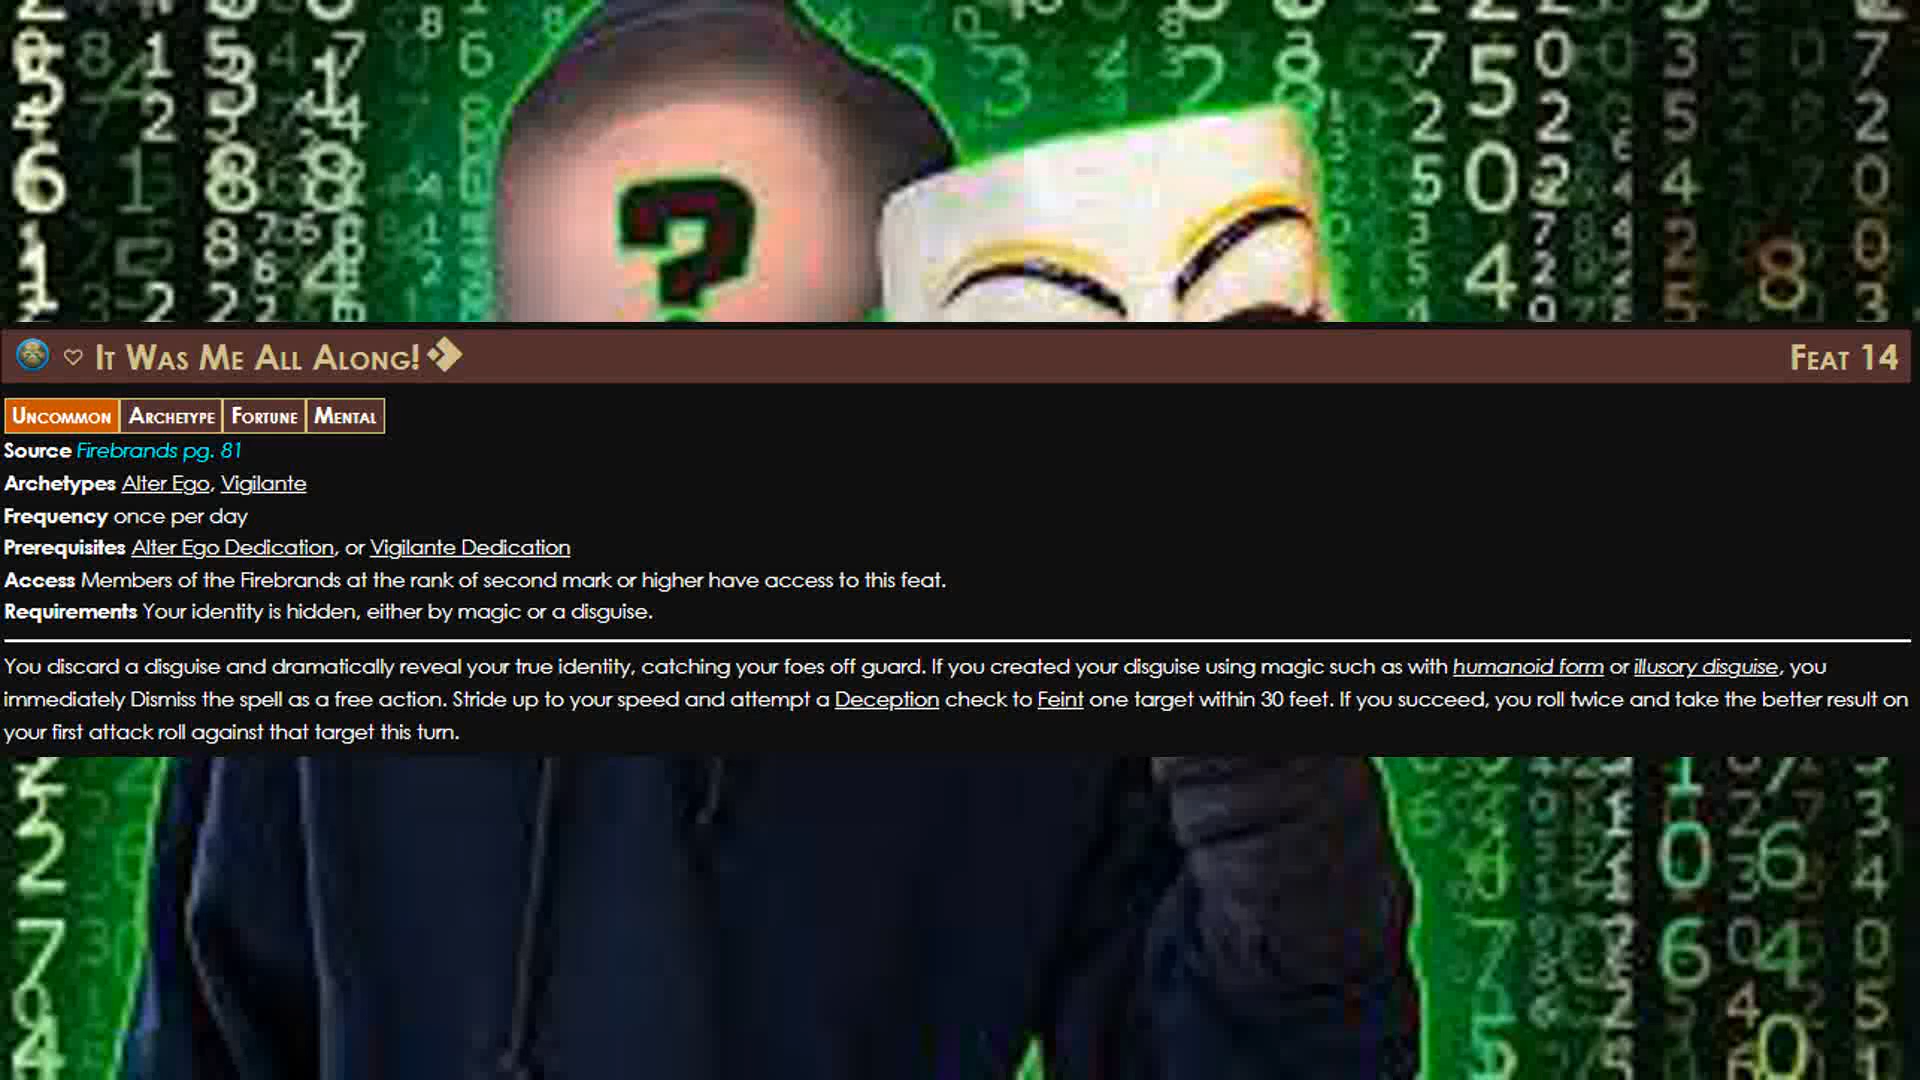 ?
It Was Me All Along!
Feat 14
Uncommon Archetype Fortune Mental
Source Firebrands pg. 81
Archetypes Alter Ego, Vigilante
Frequency once per day
Prerequisites Alter Ego Dedication, or Vigilante Dedication
Access Members of the Firebrands at the rank of second mark or higher have access to this feat.
Requirements Your identity is hidden, either by magic or a disguise.
You discard a disguise and dramatically reveal your true identity, catching your foes off guard. If you created your disguise using magic such as with humanoid form or illusory disguise, you
immediately Dismiss the spell as a free action. Stride up to your speed and attempt a Deception check to Feint one target within 30 feet. If you succeed, you roll twice and take the better result on
your first attack roll against that target this turn.